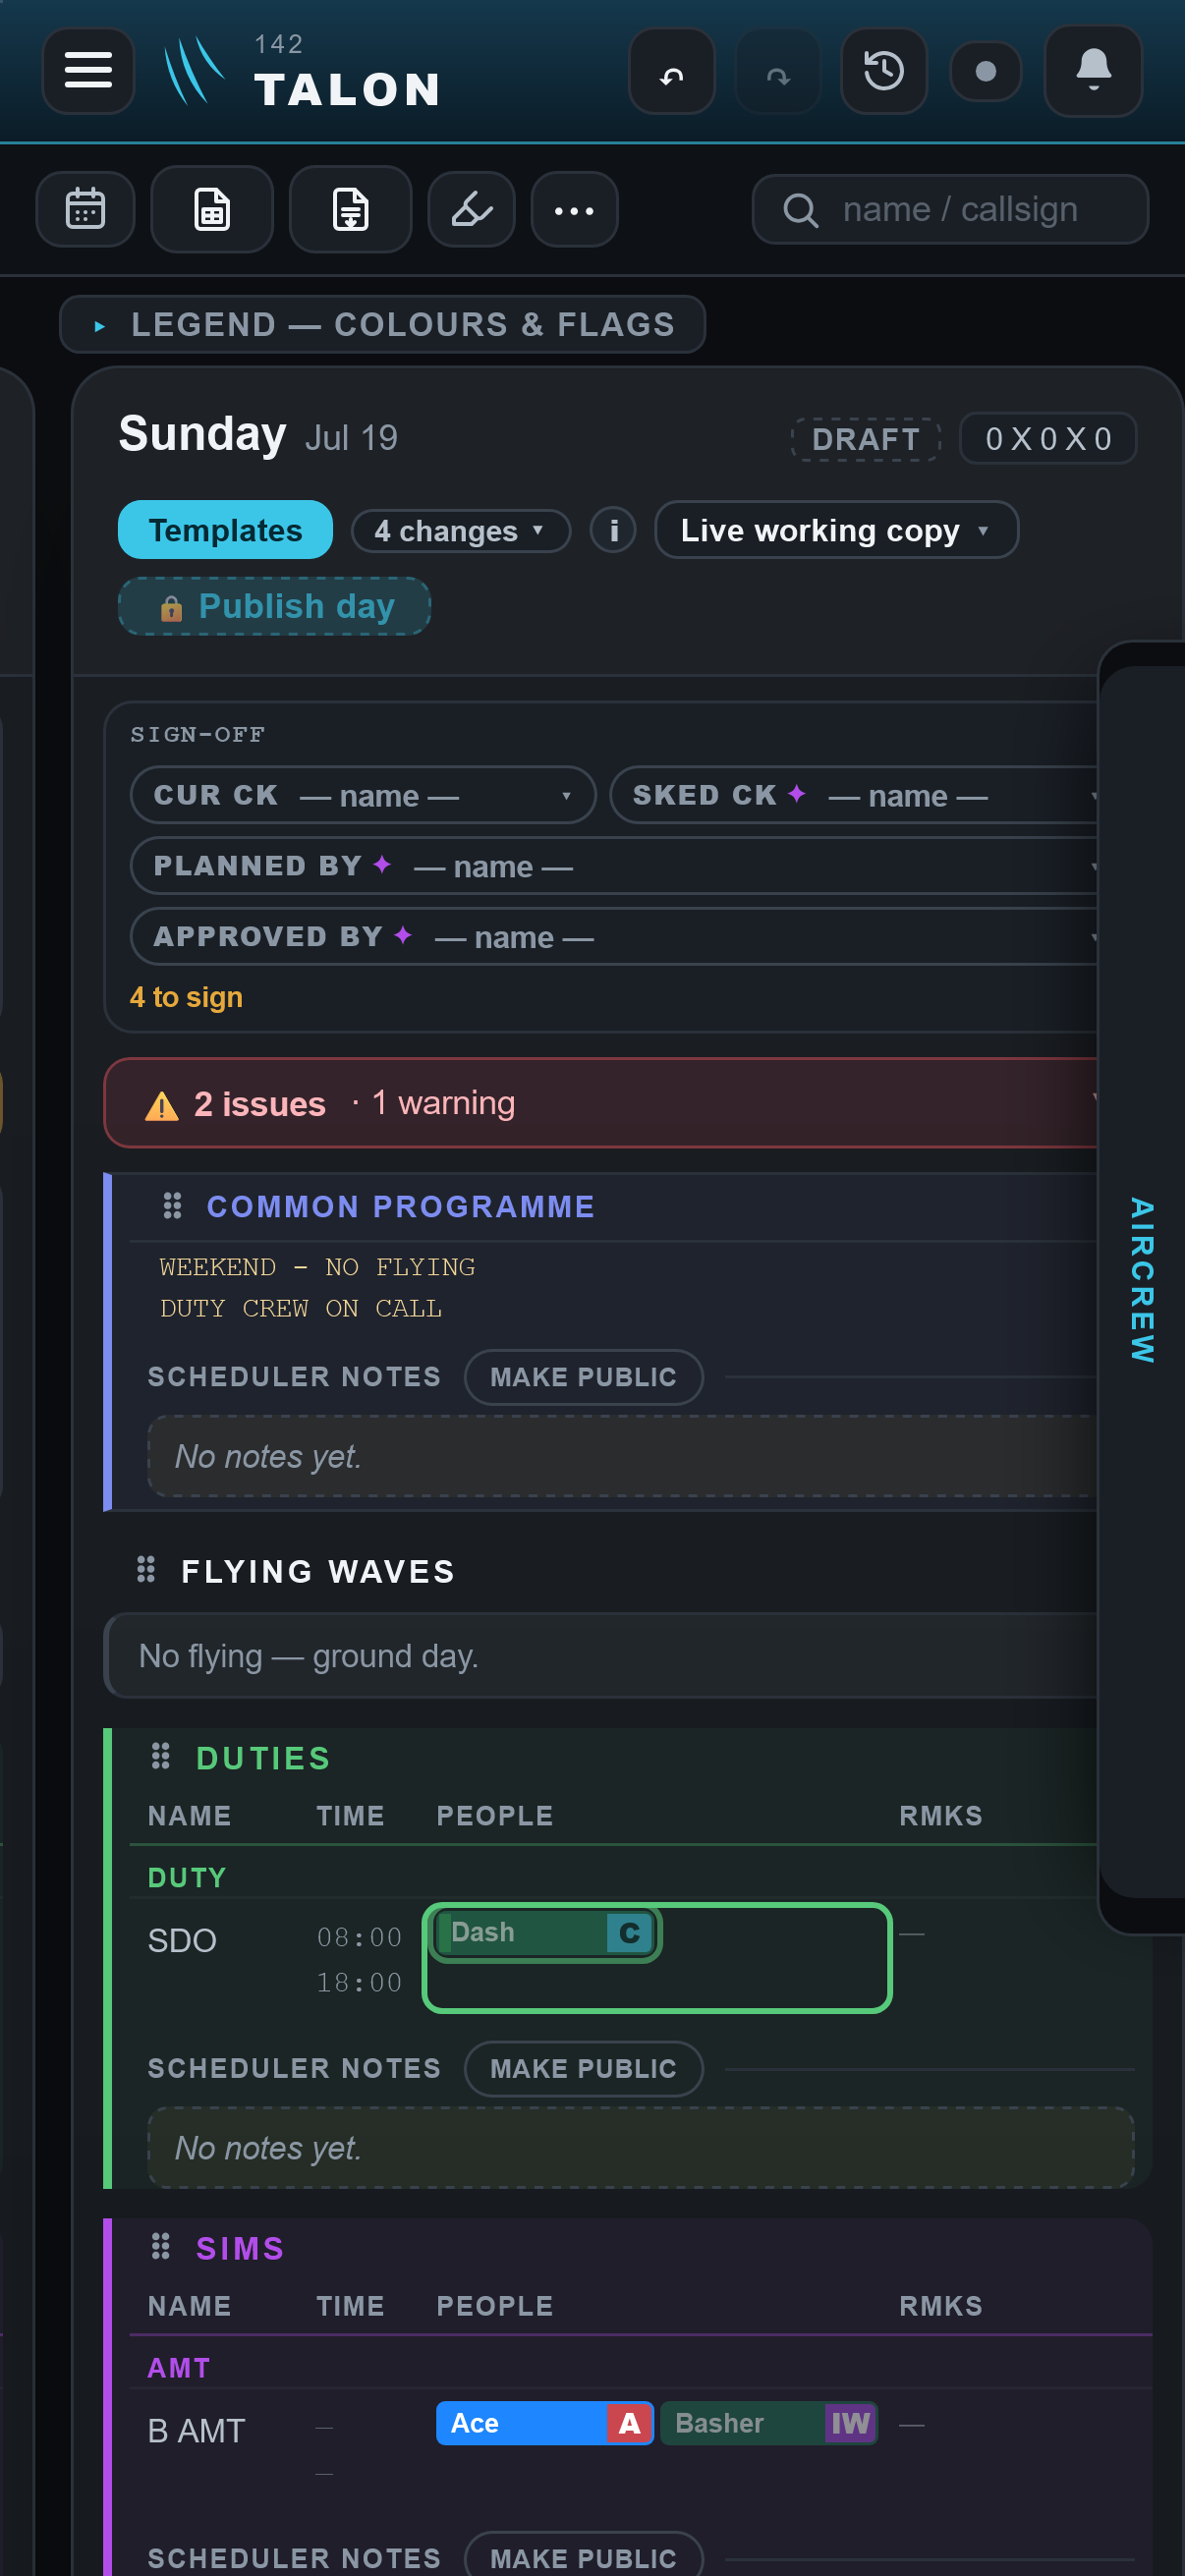 142
TALON
name / callsign
LEGEND — COLOURS & FLAGS
Sunday Jul 19 DRAFT 0 X 0 X 0
Templates 4 changes i Live working copy
Publish day
SIGN-OFF
CUR CK — name — SKED CK — name —
PLANNED BY — name —
APPROVED BY — name —
4 to sign
2 issues · 1 warning
COMMON PROGRAMME
WEEKEND - NO FLYING
DUTY CREW ON CALL
SCHEDULER NOTES MAKE PUBLIC
No notes yet.
AIRCREW
FLYING WAVES
No flying — ground day.
DUTIES
NAME TIME PEOPLE RMKS
DUTY
SDO 08:00 Dash C —
18:00
SCHEDULER NOTES MAKE PUBLIC
No notes yet.
SIMS
NAME TIME PEOPLE RMKS
AMT
B AMT — Ace A Basher IW —
—
SCHEDULER NOTES MAKE PUBLIC